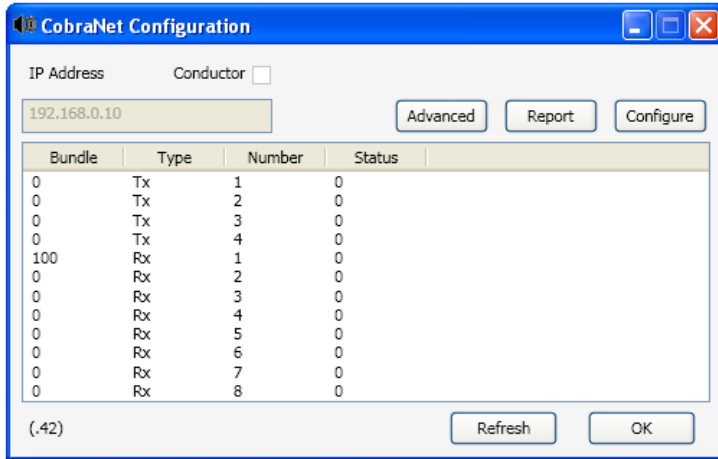 CobraNet Configuration
IP Address Conductor
192.168.0.10 Advanced Report Configure
Bundle Type Number Status
0 Tx 1 0
0 Tx 2 0
0 Tx 3 0
0 Tx 4 0
100 Rx 1 0
0 Rx 2 0
0 Rx 3 0
0 Rx 4 0
0 Rx 5 0
0 Rx 6 0
0 Rx 7 0
0 Rx 8 0
(.42) Refresh OK